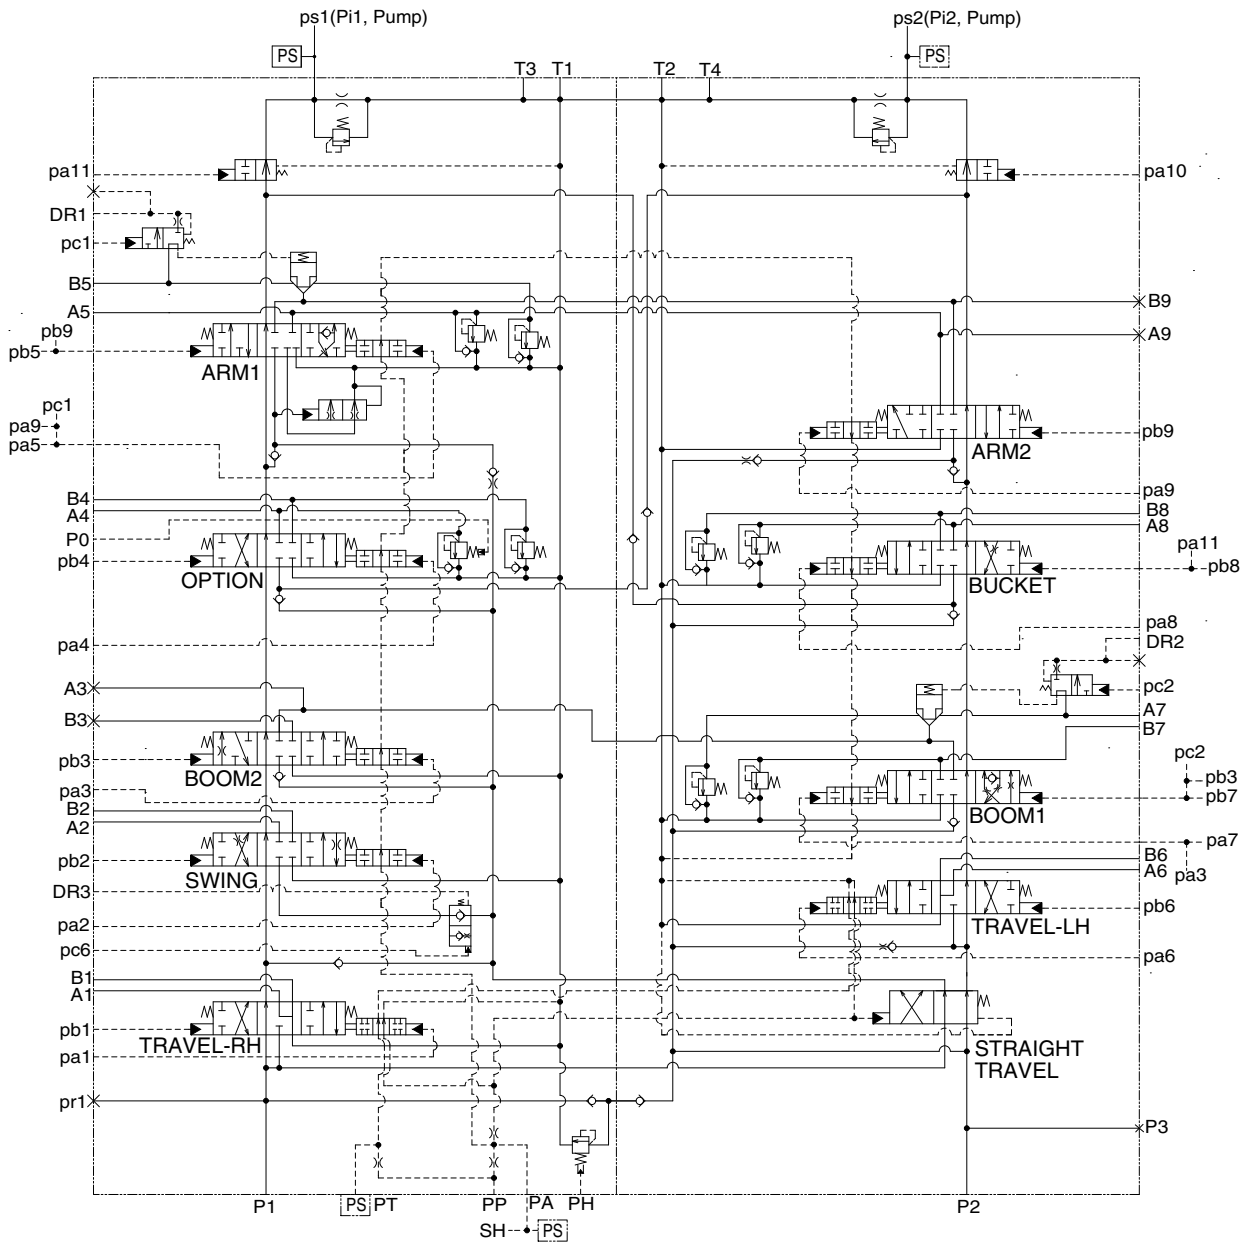 ps1(Pi1, Pump)
ps2(Pi2, Pump)
PS
PS
T3 T1
T2 T4
pa11
pa10
DR1
pc1
B5
A5
B9
A9
pb9
pb5
ARM1
pc1
pa9
pa5
pb9
ARM2
pa9
B4
A4
P0
pb4
OPTION
B8
A8
pa11
pb8
BUCKET
pa4
pa8
DR2
A3
pc2
B3
A7
B7
pb3
BOOM2
pa3
pc2
pb3
pb7
BOOM1
B2
A2
pb2
SWING
pa7
B6
A6
pa3
DR3
pa2
pc6
pb6
TRAVEL-LH
pa6
B1
A1
pb1
TRAVEL-RH
pa1
STRAIGHT
TRAVEL
pr1
P3
P1
PS PT
PP
PA
PH
P2
SH
PS